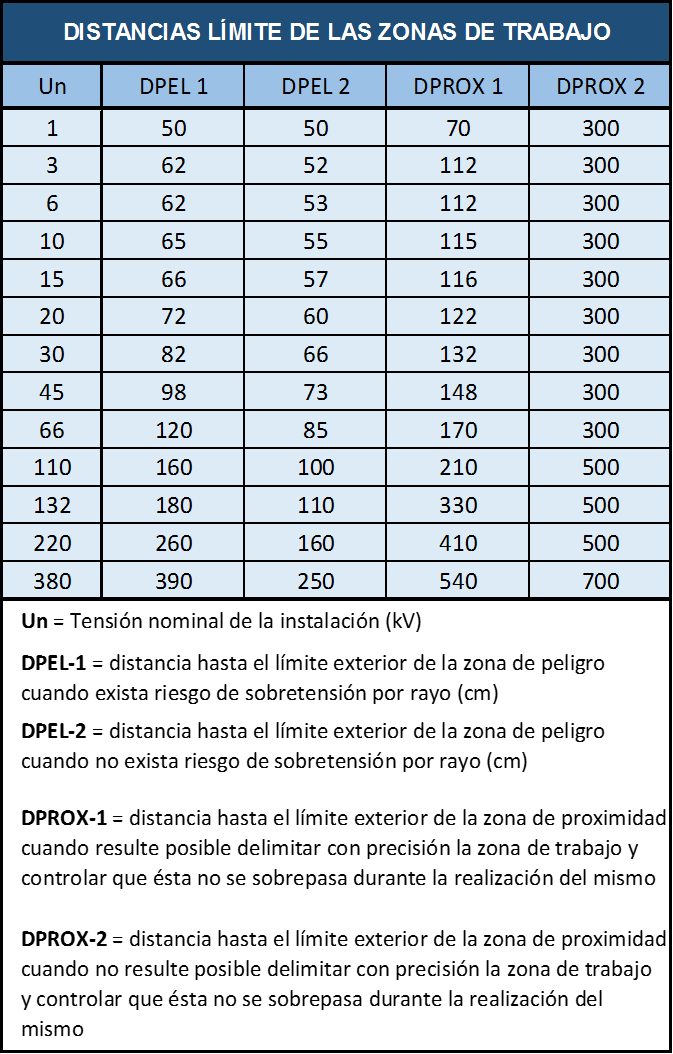 DISTANCIAS LÍMITE DE LAS ZONAS DE TRABAJO
Un DPEL 1 DPEL 2 DPROX 1 DPROX 2
1 50 50 70 300
3 62 52 112 300
6 62 53 112 300
10 65 55 115 300
15 66 57 116 300
20 72 60 122 300
30 82 66 132 300
45 98 73 148 300
66 120 85 170 300
110 160 100 210 500
132 180 110 330 500
220 260 160 410 500
380 390 250 540 700
Un = Tensión nominal de la instalación (kV)
DPEL-1 = distancia hasta el límite exterior de la zona de peligro
cuando exista riesgo de sobretensión por rayo (cm)
DPEL-2 = distancia hasta el límite exterior de la zona de peligro
cuando no exista riesgo de sobretensión por rayo (cm)
DPROX-1 = distancia hasta el límite exterior de la zona de proximidad
cuando resulte posible delimitar con precisión la zona de trabajo y
controlar que ésta no se sobrepasa durante la realización del mismo
DPROX-2 = distancia hasta el límite exterior de la zona de proximidad
cuando no resulte posible delimitar con precisión la zona de trabajo
y controlar que ésta no se sobrepasa durante la realización del
mismo